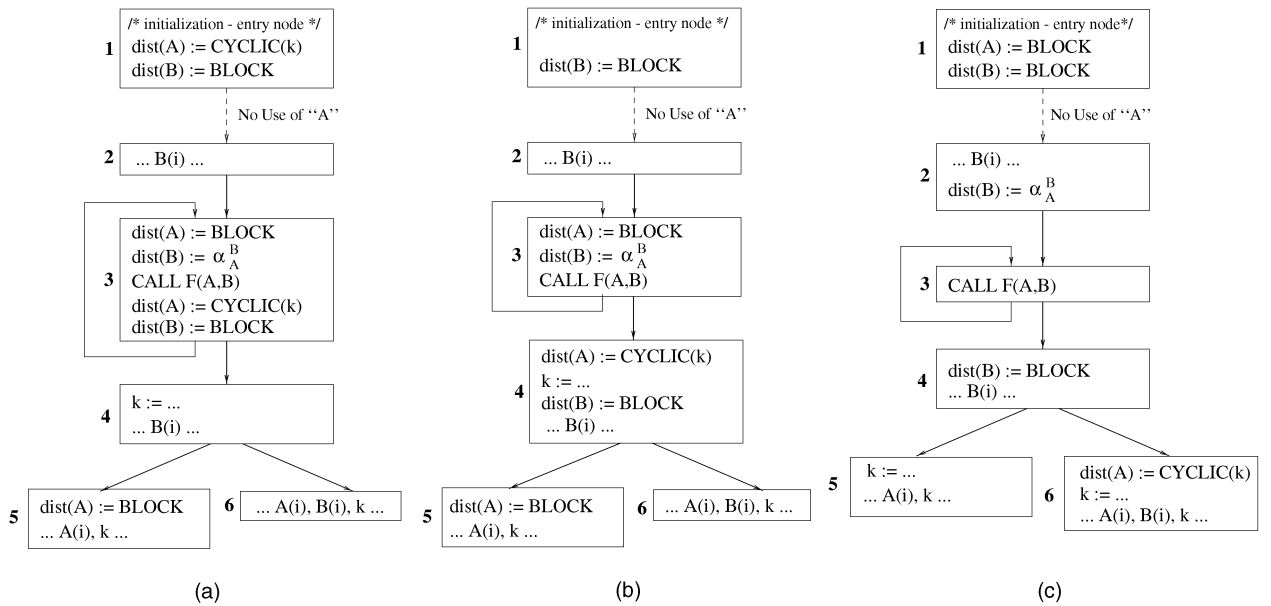 /* initialization - entry node */
1
dist(A) := CYCLIC(k)
dist(B) := BLOCK
No Use of ‘‘A’’
2
... B(i) ...
3
dist(A) := BLOCK
dist(B) := α B A
CALL F(A,B)
dist(A) := CYCLIC(k)
dist(B) := BLOCK
4
k := ...
... B(i) ...
5
dist(A) := BLOCK
... A(i), k ...
6
... A(i), B(i), k ...
(a)
/* initialization - entry node */
1
dist(B) := BLOCK
No Use of ‘‘A’’
2
... B(i) ...
3
dist(A) := BLOCK
dist(B) := α B A
CALL F(A,B)
4
dist(A) := CYCLIC(k)
k := ...
dist(B) := BLOCK
... B(i) ...
5
dist(A) := BLOCK
... A(i), k ...
6
... A(i), B(i), k ...
(b)
/* initialization - entry node*/
1
dist(A) := BLOCK
dist(B) := BLOCK
No Use of ‘‘A’’
2
... B(i) ...
dist(B) := α B A
3
CALL F(A,B)
4
dist(B) := BLOCK
... B(i) ...
5
k := ...
... A(i), k ...
6
dist(A) := CYCLIC(k)
k := ...
... A(i), B(i), k ...
(c)